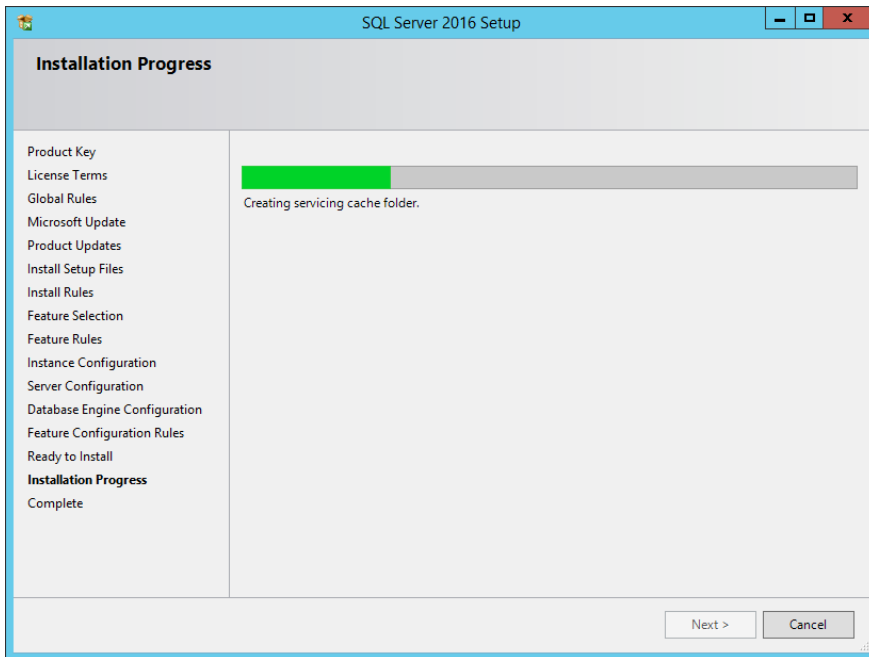 SQL Server 2016 Setup
Installation Progress
Product Key
License Terms
Global Rules
Microsoft Update
Product Updates
Install Setup Files
Install Rules
Feature Selection
Feature Rules
Instance Configuration
Server Configuration
Database Engine Configuration
Feature Configuration Rules
Ready to Install
Installation Progress
Complete
Creating servicing cache folder.
Next > Cancel